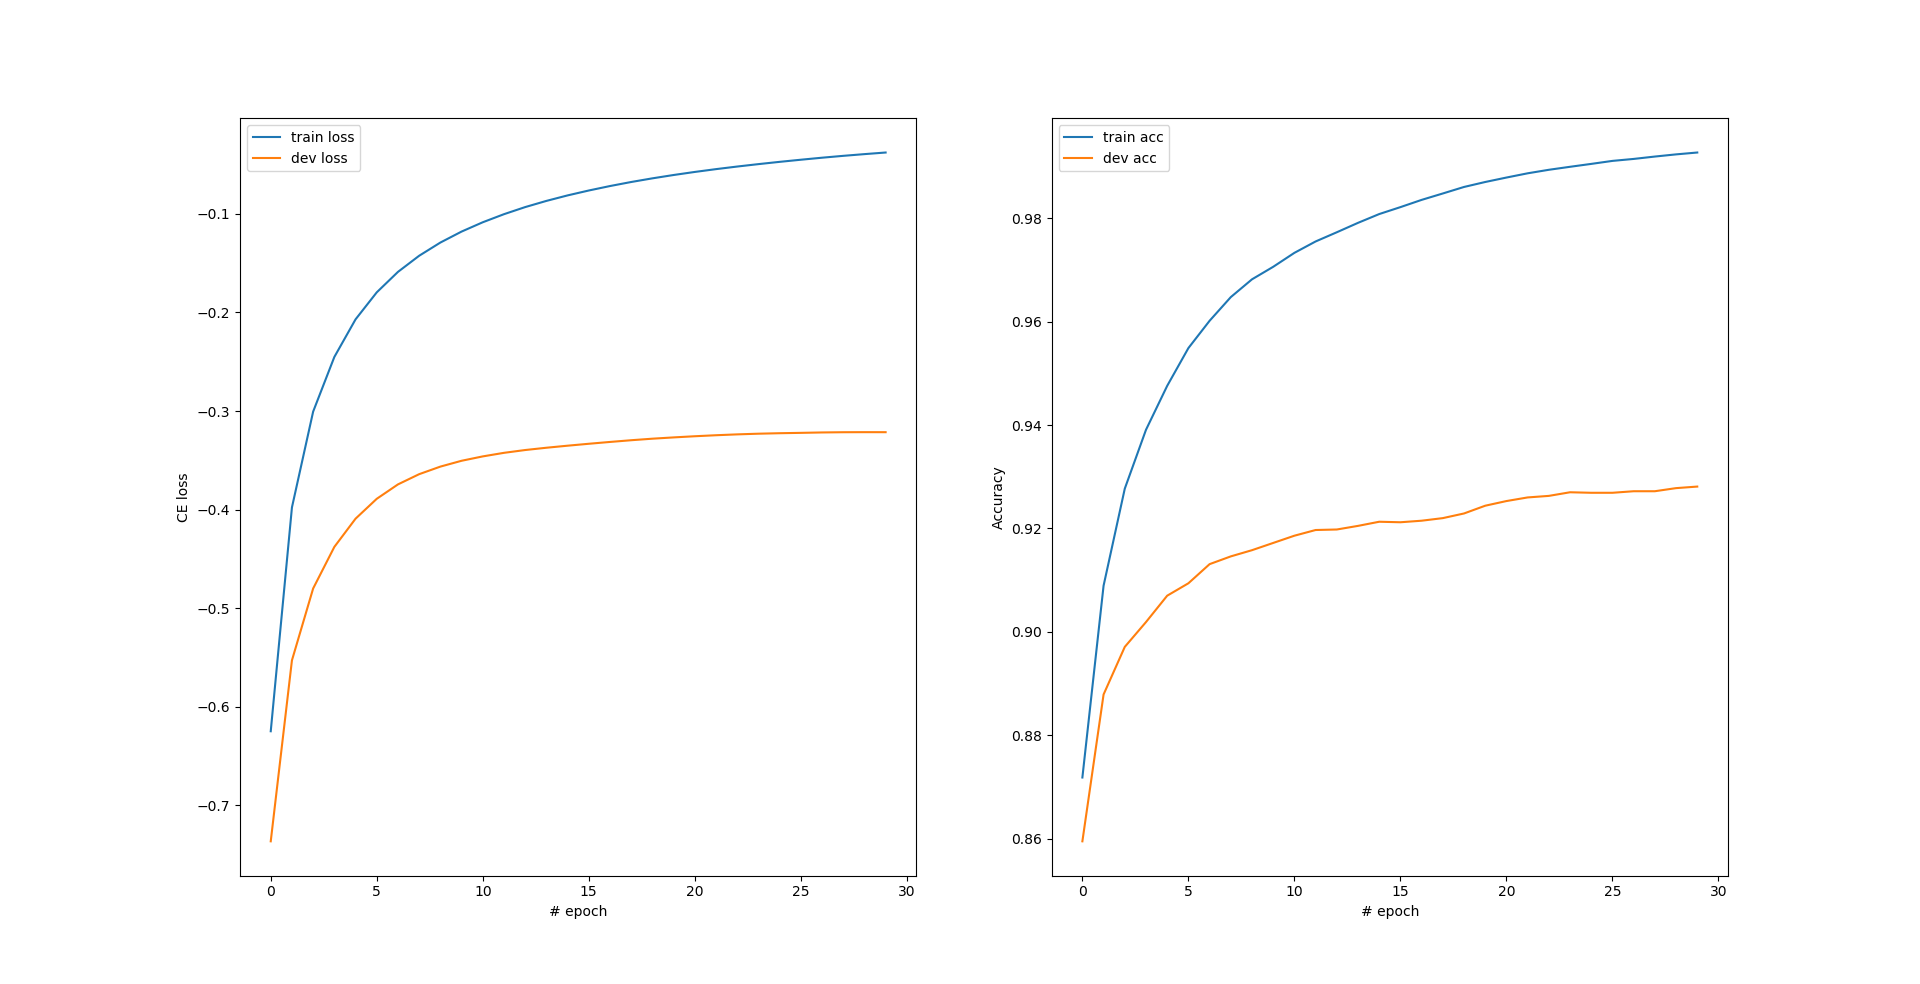 train loss
dev loss
−0.1
−0.2
−0.3
−0.4
−0.5
−0.6
−0.7
CE loss
0 5 10 15 20 25 30
# epoch
train acc
dev acc
0.98
0.96
0.94
0.92
0.90
0.88
0.86
Accuracy
0 5 10 15 20 25 30
# epoch